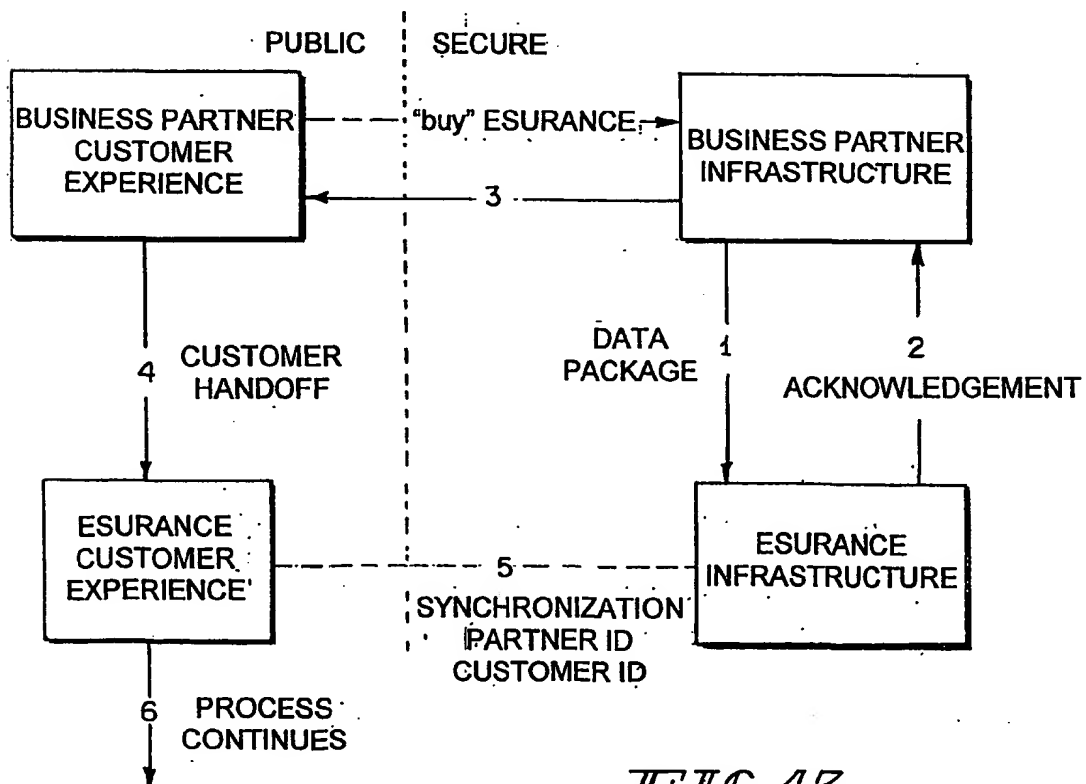 PUBLIC SECURE
BUSINESS PARTNER
CUSTOMER
EXPERIENCE
"buy" ESURANCE
BUSINESS PARTNER
INFRASTRUCTURE
3
4
CUSTOMER
HANDOFF
DATA
PACKAGE
1
2
ACKNOWLEDGEMENT
ESURANCE
CUSTOMER
EXPERIENCE
5
SYNCHRONIZATION
PARTNER ID
CUSTOMER ID
ESURANCE
INFRASTRUCTURE
6
PROCESS
CONTINUES